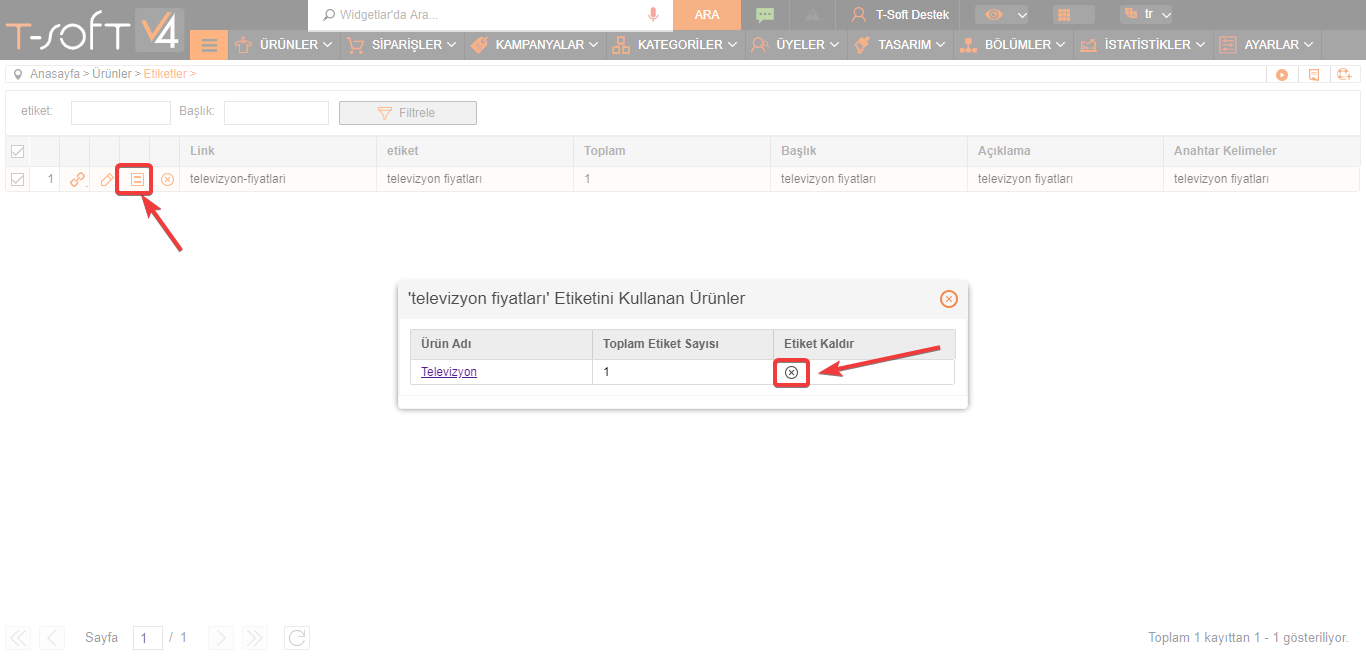 T-SOFT V4
Widgetlar'da Ara...
ARA
T-Soft Destek
tr
ÜRÜNLER
SİPARİŞLER
KAMPANYALAR
KATEGORİLER
ÜYELER
TASARIM
BÖLÜMLER
İSTATİSTİKLER
AYARLAR
Anasayfa > Ürünler > Etiketler >
etiket:
Başlık:
Filtrele
Link etiket Toplam Başlık Açıklama Anahtar Kelimeler
1 televizyon-fiyatlari televizyon fiyatları 1 televizyon fiyatları televizyon fiyatları televizyon fiyatları
'televizyon fiyatları' Etiketini Kullanan Ürünler
Ürün Adı Toplam Etiket Sayısı Etiket Kaldır
Televizyon 1
Sayfa 1 / 1
Toplam 1 kayıttan 1 - 1 gösteriliyor.